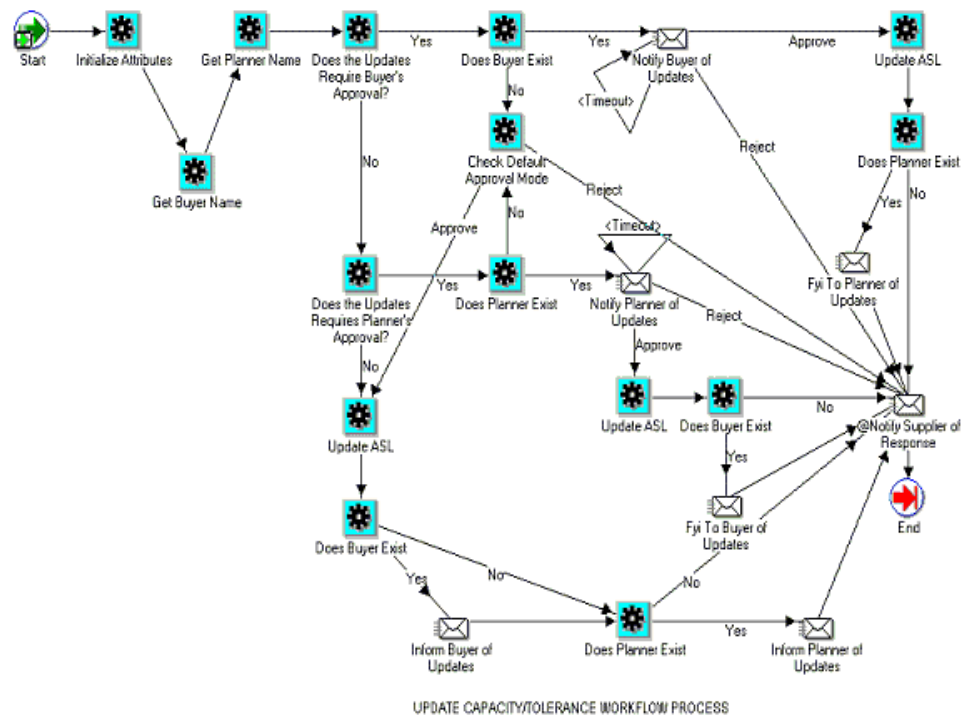 Start
Initialize Attributes
Get Planner Name
Does the Updates
Require Buyer's
Approval?
Yes
Does Buyer Exist
Yes
Notify Buyer of
Updates
Approve
Update ASL
<Timeout>
No
No
Get Buyer Name
Check Default
Approval Mode
Reject
Does Planner Exist
Reject
Yes
No
Approve
No
<Timeout>
Does the Updates
Requires Planner's
Approval?
Yes
Does Planner Exist
Yes
Notify Planner of
Updates
Reject
Fyi To Planner of
Updates
No
Approve
Update ASL
Update ASL
Does Buyer Exist
No
@Notify Supplier of
Response
Yes
Does Buyer Exist
Fyi To Buyer of
Updates
End
Yes
No
No
Inform Buyer of
Updates
Does Planner Exist
Yes
Inform Planner of
Updates
UPDATE CAPACITY/TOLERANCE WORKFLOW PROCESS